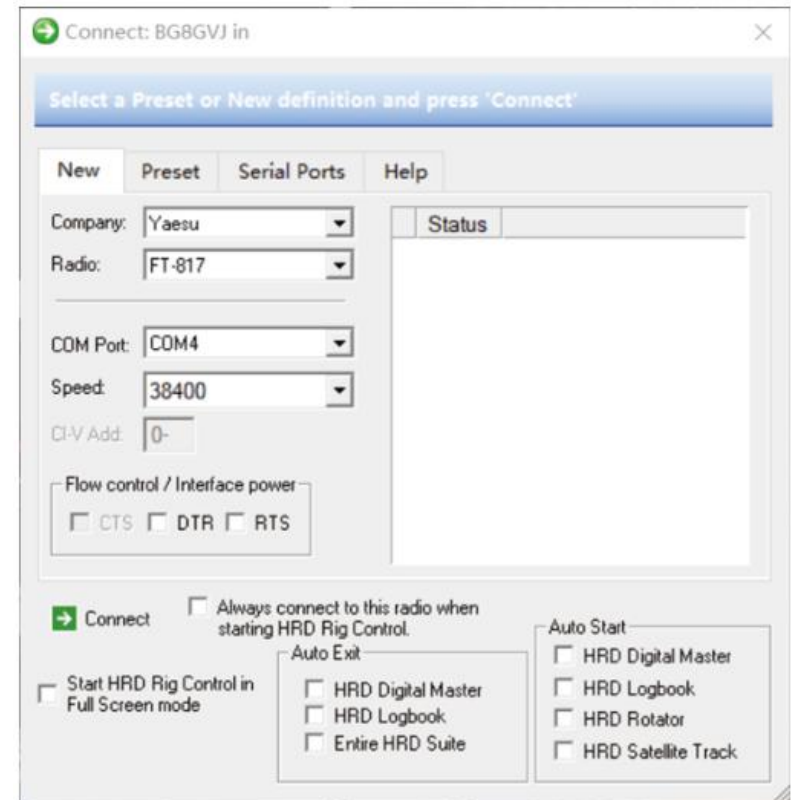 Connect: BG8GVJ in
Select a Preset or New definition and press 'Connect'
New Preset Serial Ports Help
Company: Yaesu
Status
Radio: FT-817
COM Port: COM4
Speed: 38400
CI-V Add: 0-
Flow control / Interface power
CTS DTR RTS
Connect
Always connect to this radio when
starting HRD Rig Control.
Start HRD Rig Control in
Full Screen mode
Auto Exit
HRD Digital Master
HRD Logbook
Entire HRD Suite
Auto Start
HRD Digital Master
HRD Logbook
HRD Rotator
HRD Satellite Track